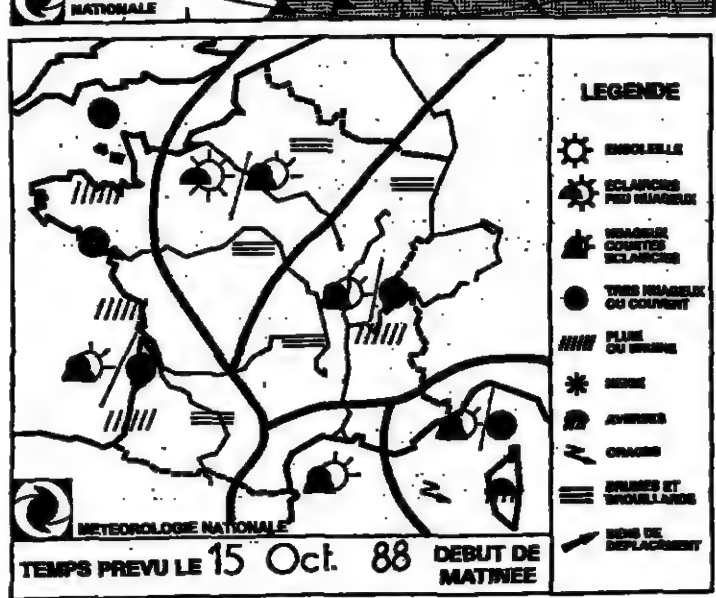 NATIONALE
LEGENDE
ENSOLEILLE
ECLAIRCIES
PEU NUAGEUX
NUAGEUX
COURTES
ECLAIRCIES
TRES NUAGEUX
OU COUVERT
PLUIE
OU BRUINE
NEIGE
AVERSES
ORAGES
BRUMES ET
BROUILLARDS
SENS DE
DEPLACEMENT
METEOROLOGIE NATIONALE
TEMPS PREVU LE 15 Oct. 88 DEBUT DE
MATINEE